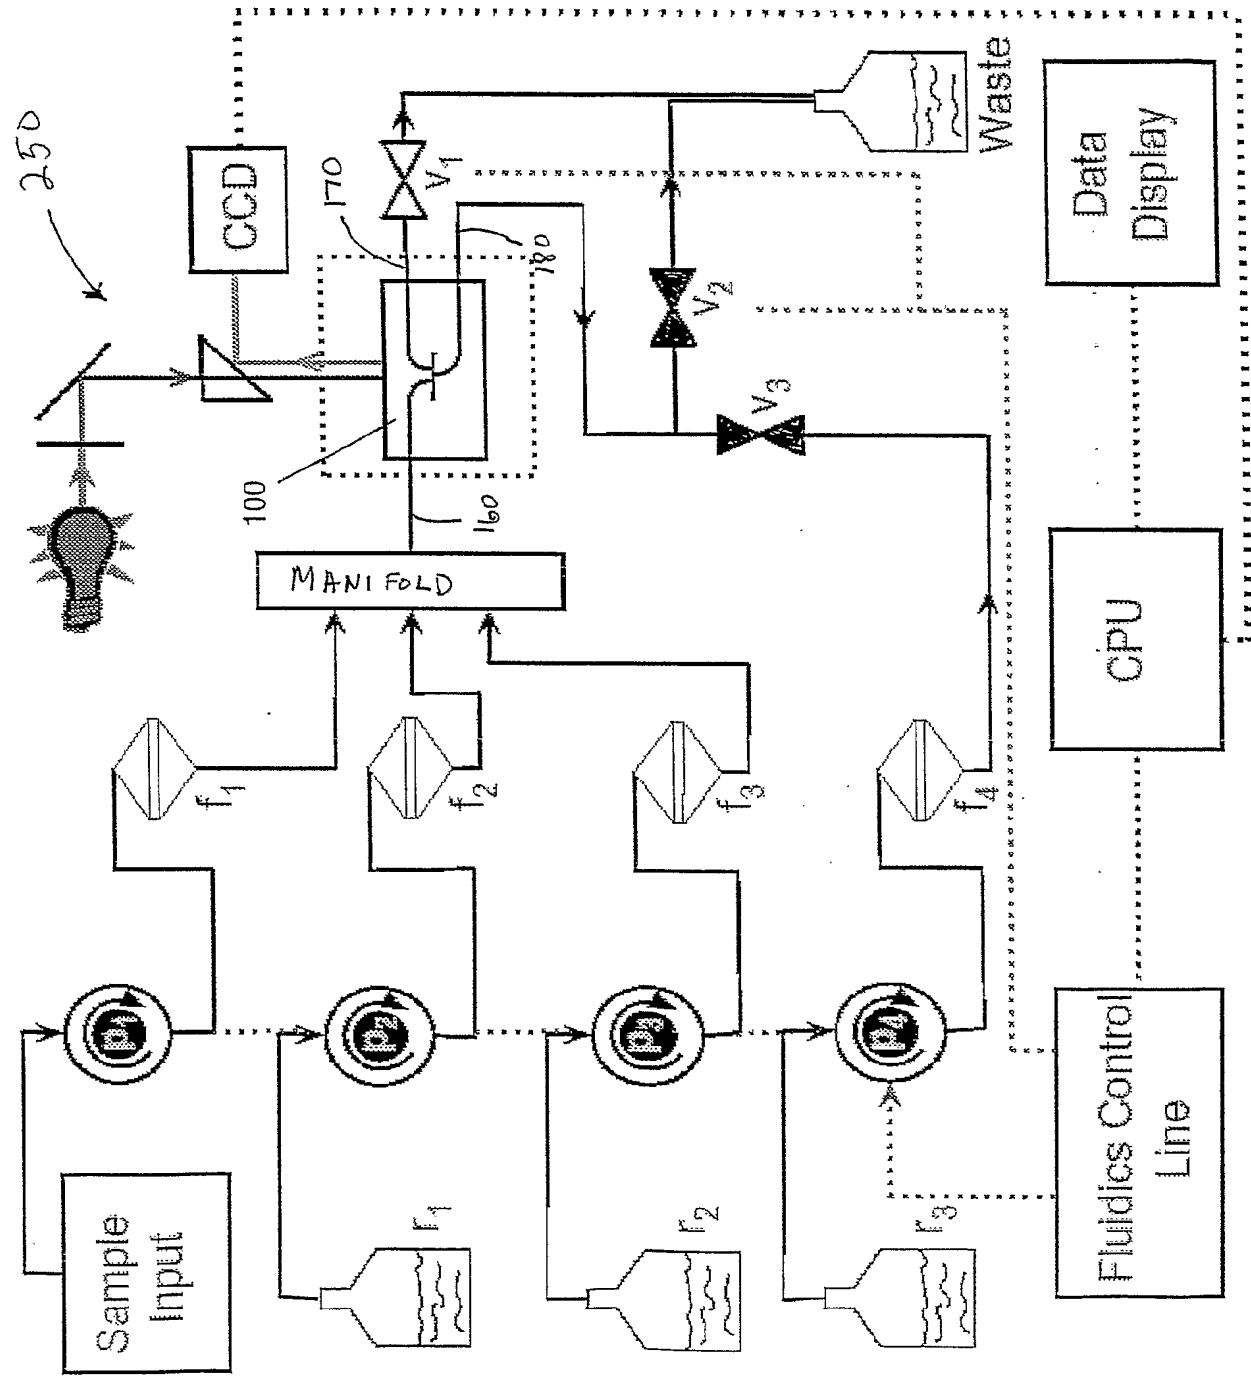 250
CCD
170
V1
180
Waste
V2
V3
100
160
MANIFOLD
Data
Display
f1
f2
f3
f4
CPU
P1
P2
P3
P4
Sample
Input
r1
r2
r3
Fluidics Control
Line